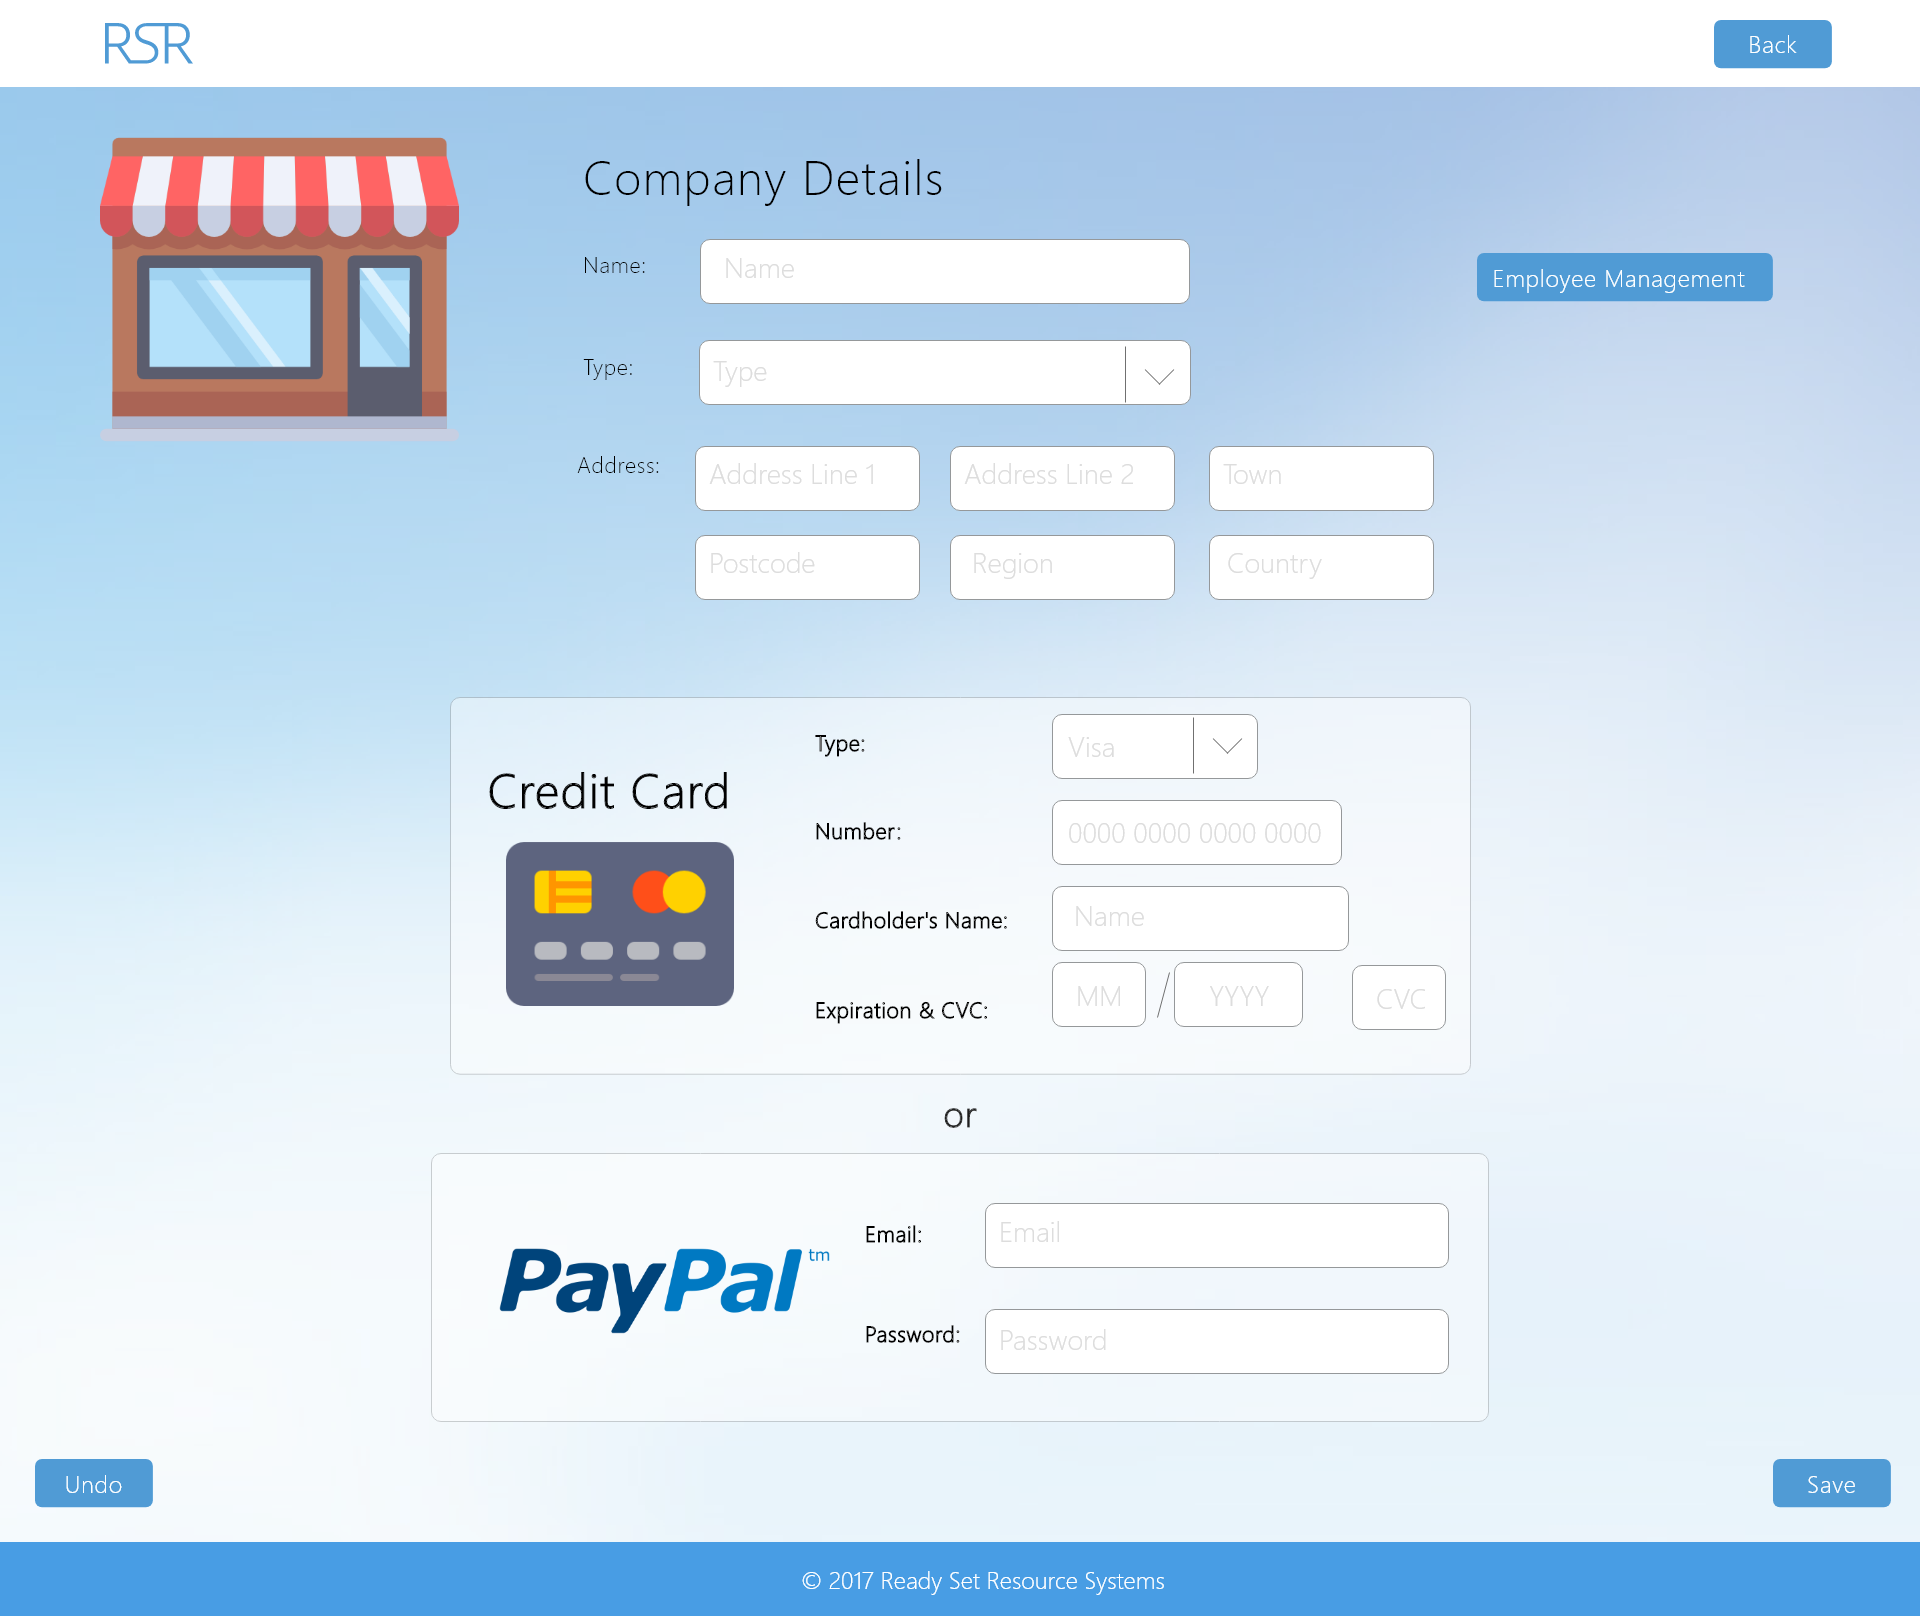 RSR
Back
Company Details
Name:
Name
Employee Management
Type:
Type
Address:
Address Line 1
Address Line 2
Town
Postcode
Region
Country
Credit Card
Type:
Visa
Number:
0000 0000 0000 0000
Cardholder's Name:
Name
Expiration & CVC:
MM / YYYY
CVC
or
PayPal tm
Email:
Email
Password:
Password
Undo
Save
© 2017 Ready Set Resource Systems